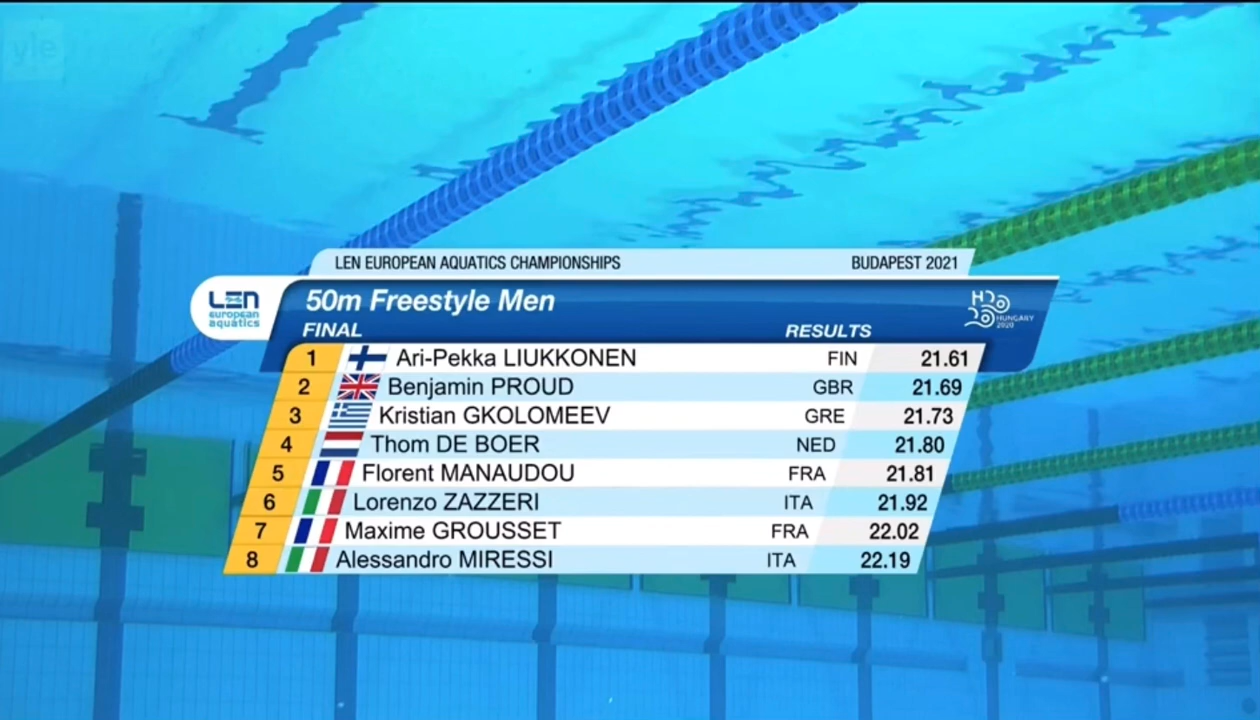 yle
LEN EUROPEAN AQUATICS CHAMPIONSHIPS BUDAPEST 2021
LEN
european
aquatics
50m Freestyle Men
HUNGARY
2020
FINAL RESULTS
1 Ari-Pekka LIUKKONEN FIN 21.61
2 Benjamin PROUD GBR 21.69
3 Kristian GKOLOMEEV GRE 21.73
4 Thom DE BOER NED 21.80
5 Florent MANAUDOU FRA 21.81
6 Lorenzo ZAZZERI ITA 21.92
7 Maxime GROUSSET FRA 22.02
8 Alessandro MIRESSI ITA 22.19